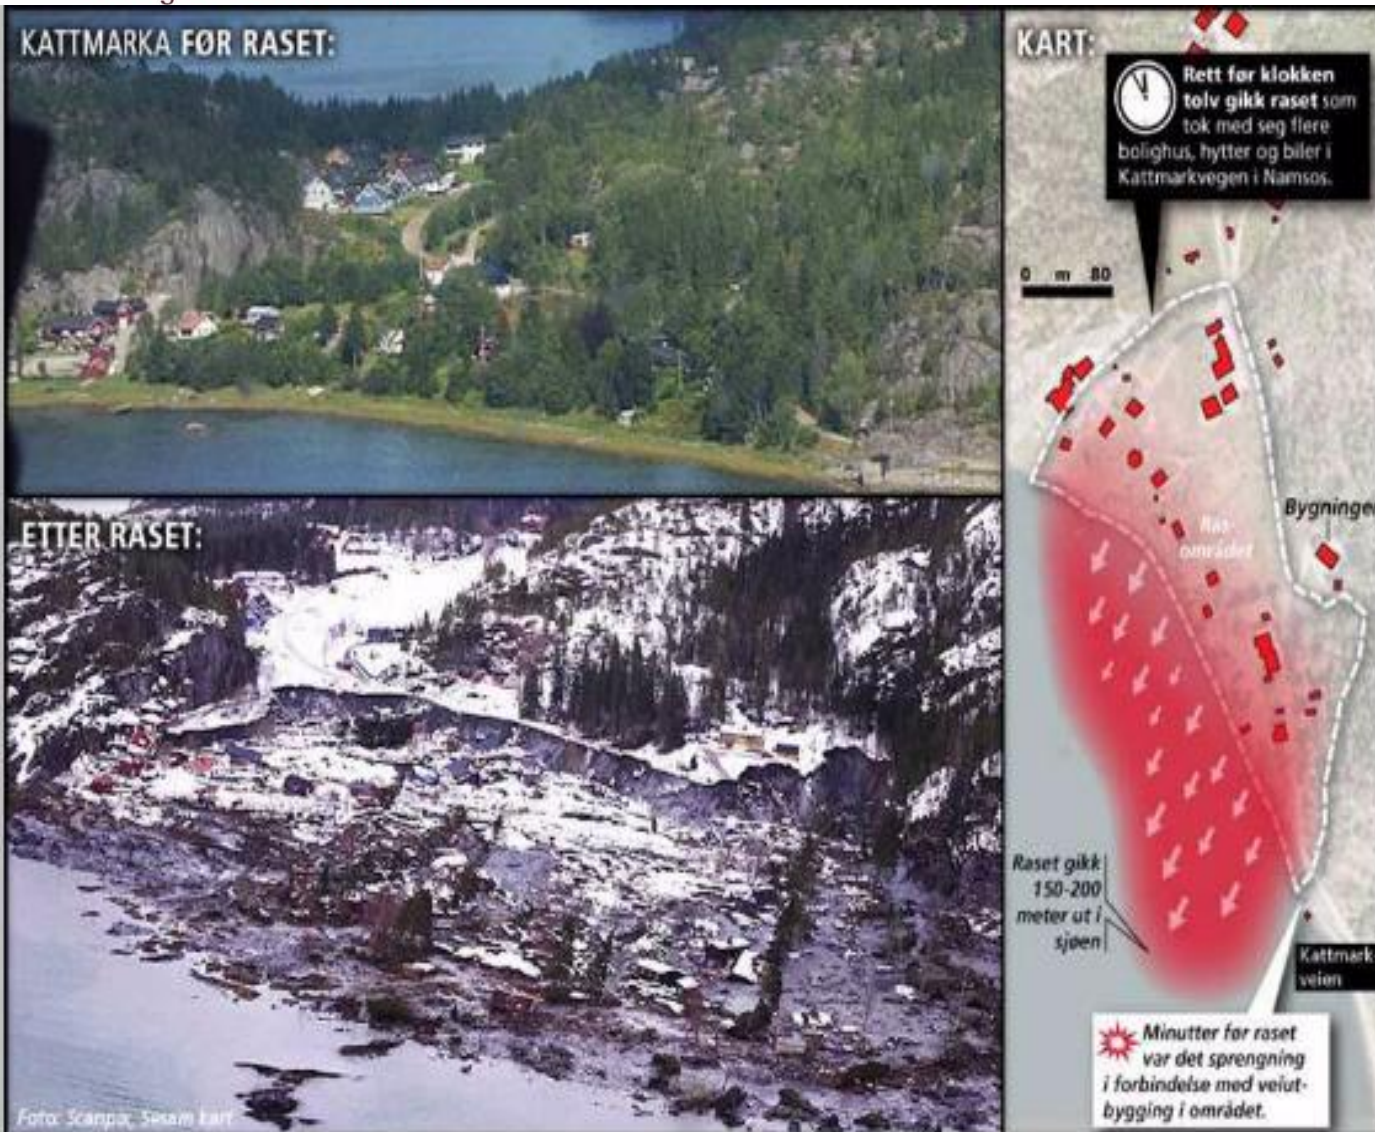 KATTMARKA FØR RASET:
KART:
Rett før klokken
tolv gikk raset som
tok med seg flere
bolighus, hytter og biler i
Kattmarkvegen i Namsos.
0 m 80
Bygninger
Ras-
området
ETTER RASET:
Raset gikk
150-200
meter ut i
sjøen
Kattmark
veien
Minutter før raset
var det sprengning
i forbindelse med veiut-
bygging i området.
Foto: Scanpix, Sesam kart